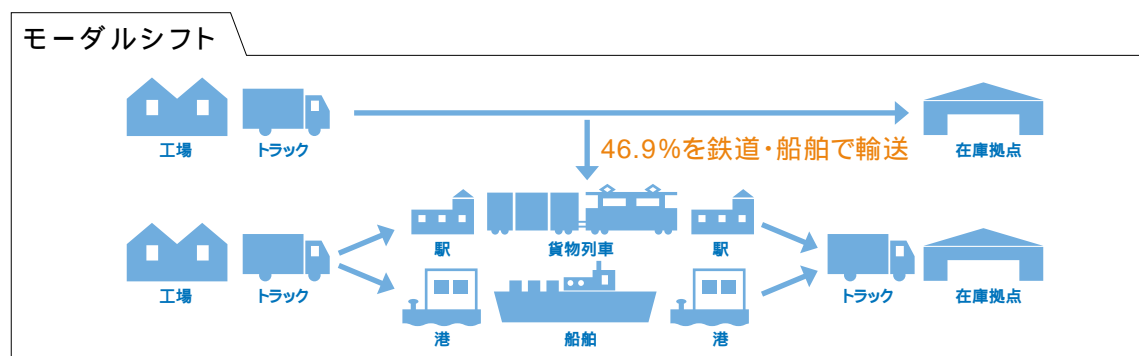 モーダルシフト
工場
トラック
46.9%を鉄道・船舶で輸送
在庫拠点
駅
貨物列車
駅
工場
トラック
トラック
在庫拠点
港
船舶
港